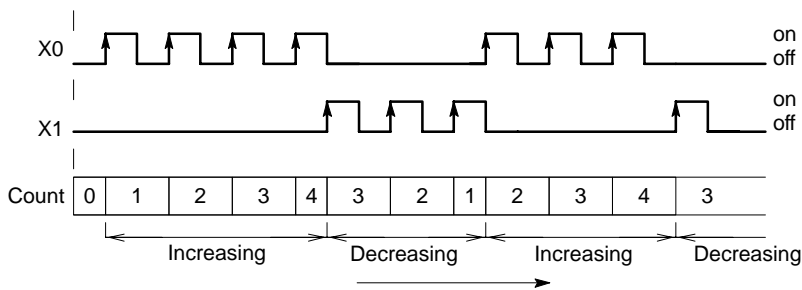 X0
on
off
X1
on
off
Count 0 1 2 3 4 3 2 1 2 3 4 3
Increasing Decreasing Increasing Decreasing